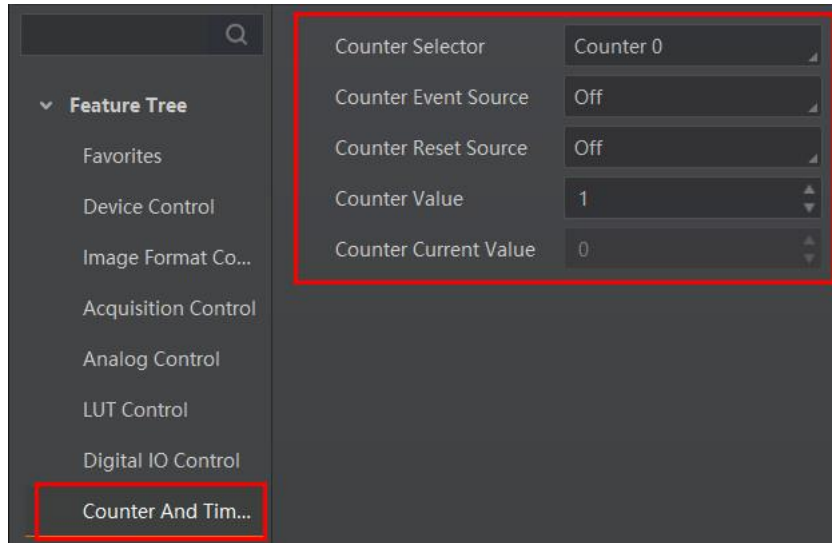 Feature Tree
Favorites
Device Control
Image Format Co...
Acquisition Control
Analog Control
LUT Control
Digital IO Control
Counter And Tim...
Counter Selector Counter 0
Counter Event Source Off
Counter Reset Source Off
Counter Value 1
Counter Current Value 0